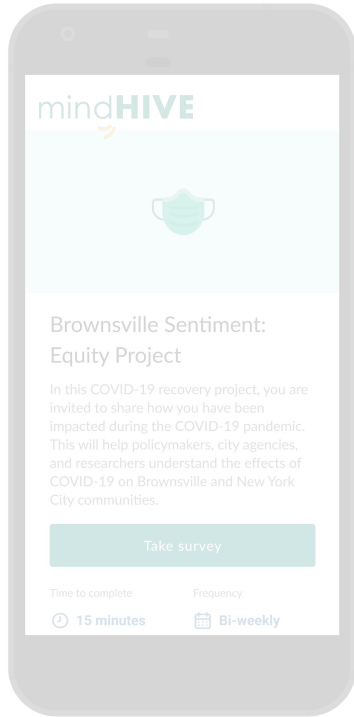 mindHIVE
Brownsville Sentiment:
Equity Project
In this COVID-19 recovery project, you are
invited to share how you have been
impacted during the COVID-19 pandemic.
This will help policymakers, city agencies,
and researchers understand the effects of
COVID-19 on Brownsville and New York
City communities.
Take survey
Time to complete Frequency
15 minutes Bi-weekly